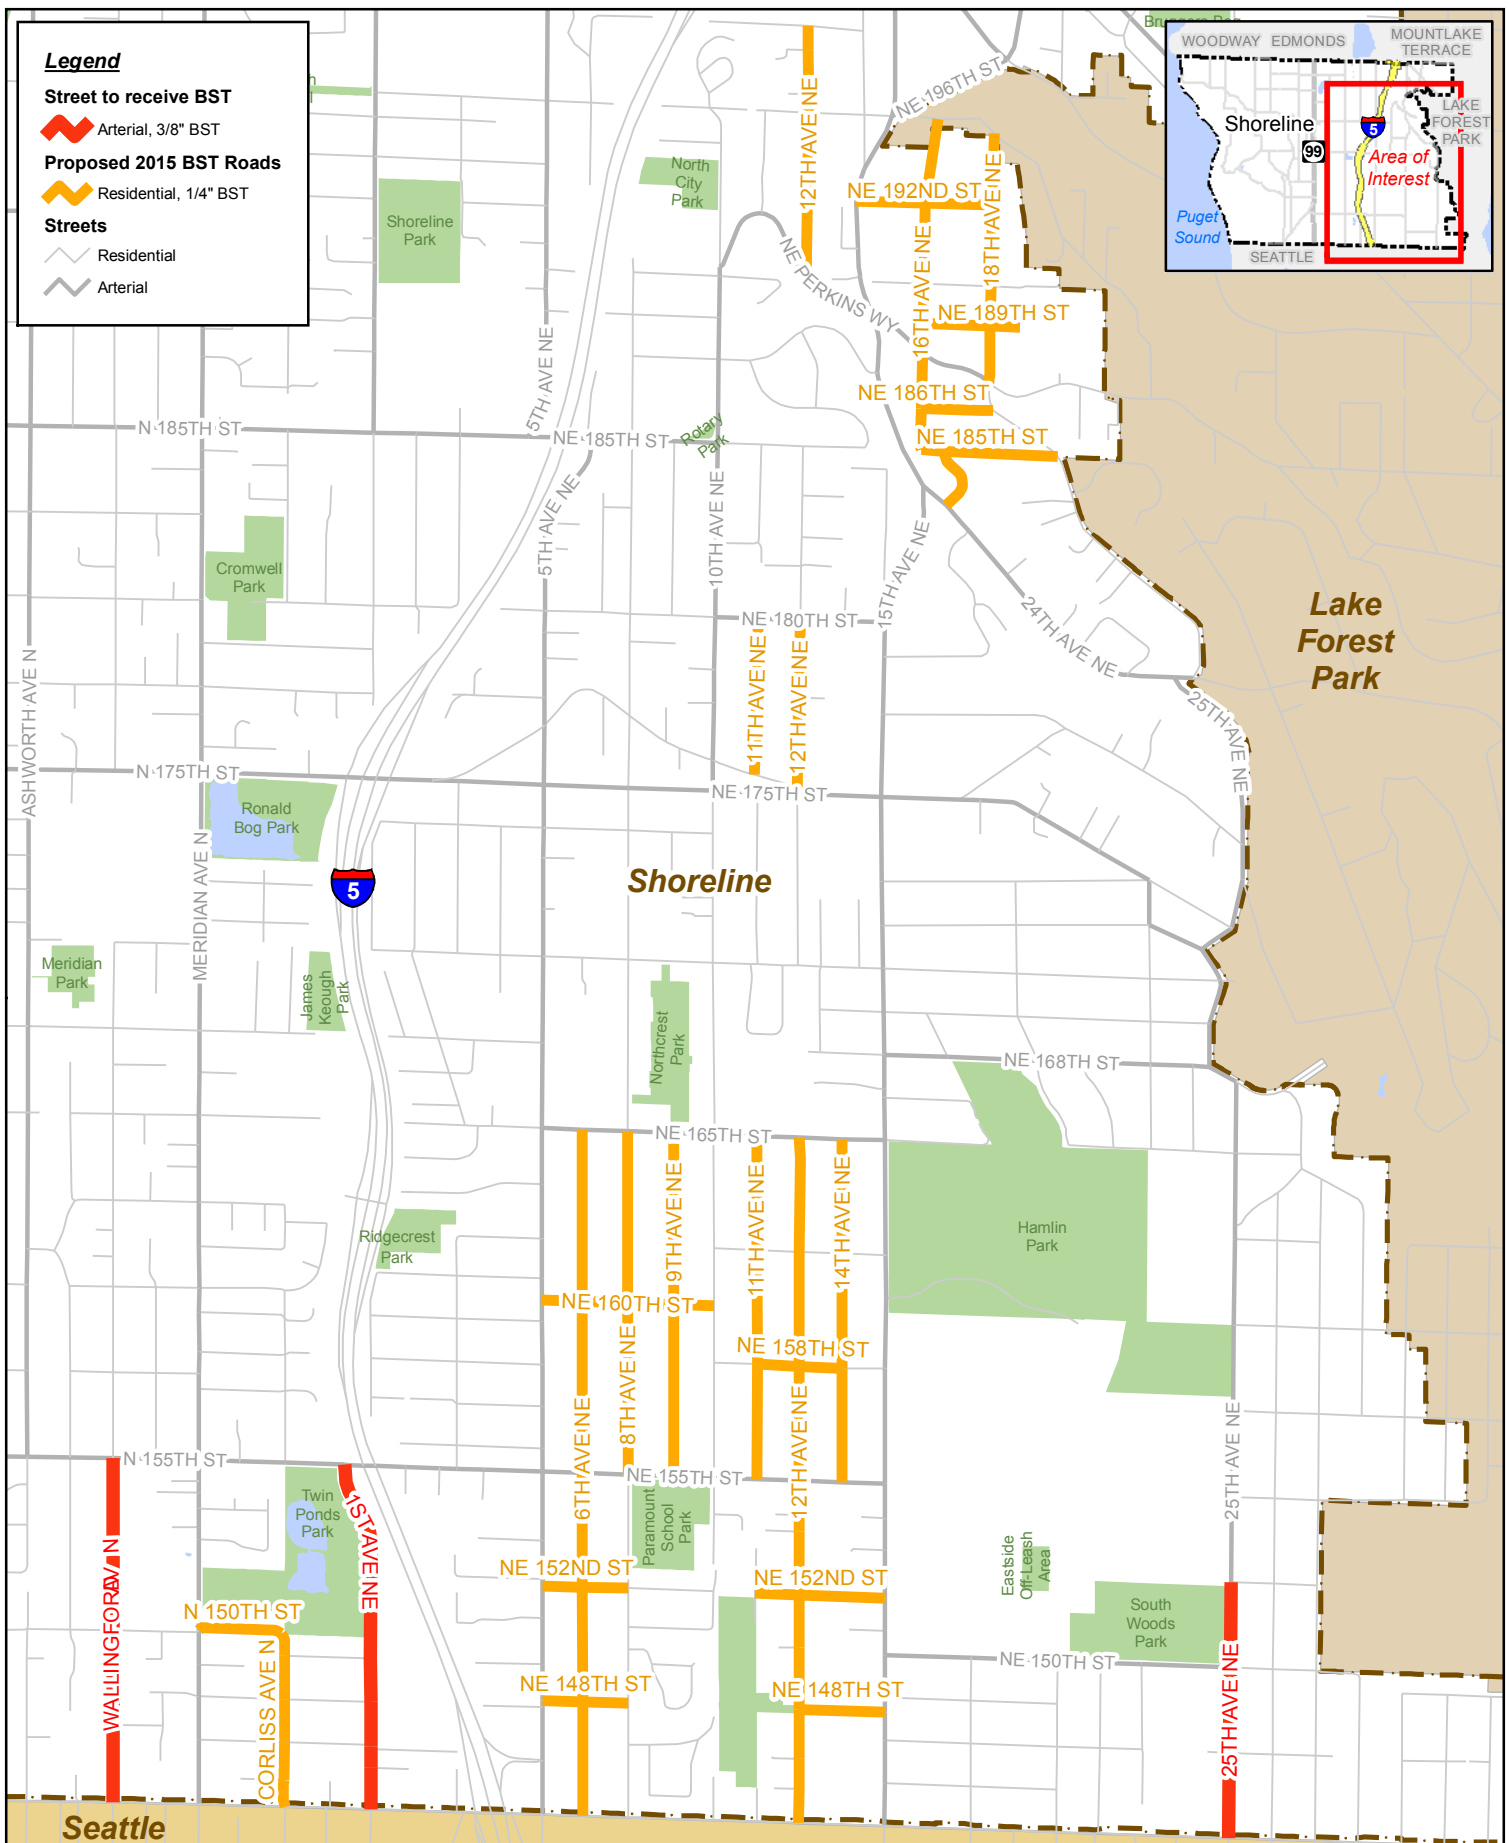 Legend
Street to receive BST
Arterial, 3/8" BST
Proposed 2015 BST Roads
Residential, 1/4" BST
Streets
Residential
Arterial
WOODWAY
EDMONDS
MOUNTLAKE
TERRACE
LAKE
FOREST
PARK
Shoreline
5
99
Area of
Interest
Puget
Sound
SEATTLE
NE 196TH ST
12TH AVE NE
North
City
Park
NE 192ND ST
18TH AVE NE
16TH AVE NE
Shoreline
Park
NE PERKINS WY
NE 189TH ST
5TH AVE NE
NE 186TH ST
N 185TH ST
NE 185TH ST
Rotary
Park
NE 185TH ST
5TH AVE NE
10TH AVE NE
15TH AVE NE
Cromwell
Park
24TH AVE NE
Lake
Forest
Park
NE 180TH ST
11TH AVE NE
12TH AVE NE
ASHWORTH AVE N
25TH AVE NE
N 175TH ST
NE 175TH ST
Ronald
Bog Park
MERIDIAN AVE N
5
Shoreline
Meridian
Park
James
Keough
Park
Northcrest
Park
NE 168TH ST
NE 165TH ST
9TH AVE NE
11TH AVE NE
14TH AVE NE
Ridgecrest
Park
Hamlin
Park
NE 160TH ST
NE 158TH ST
8TH AVE NE
6TH AVE NE
12TH AVE NE
25TH AVE NE
N 155TH ST
NE 155TH ST
Twin
Ponds
Park
1ST AVE NE
Paramount
School
Park
Eastside
Off-Leash
Area
WALLINGFORD AV N
NE 152ND ST
NE 152ND ST
N 150TH ST
South
Woods
Park
NE 150TH ST
CORLISS AVE N
NE 148TH ST
NE 148TH ST
25TH AVE NE
Seattle